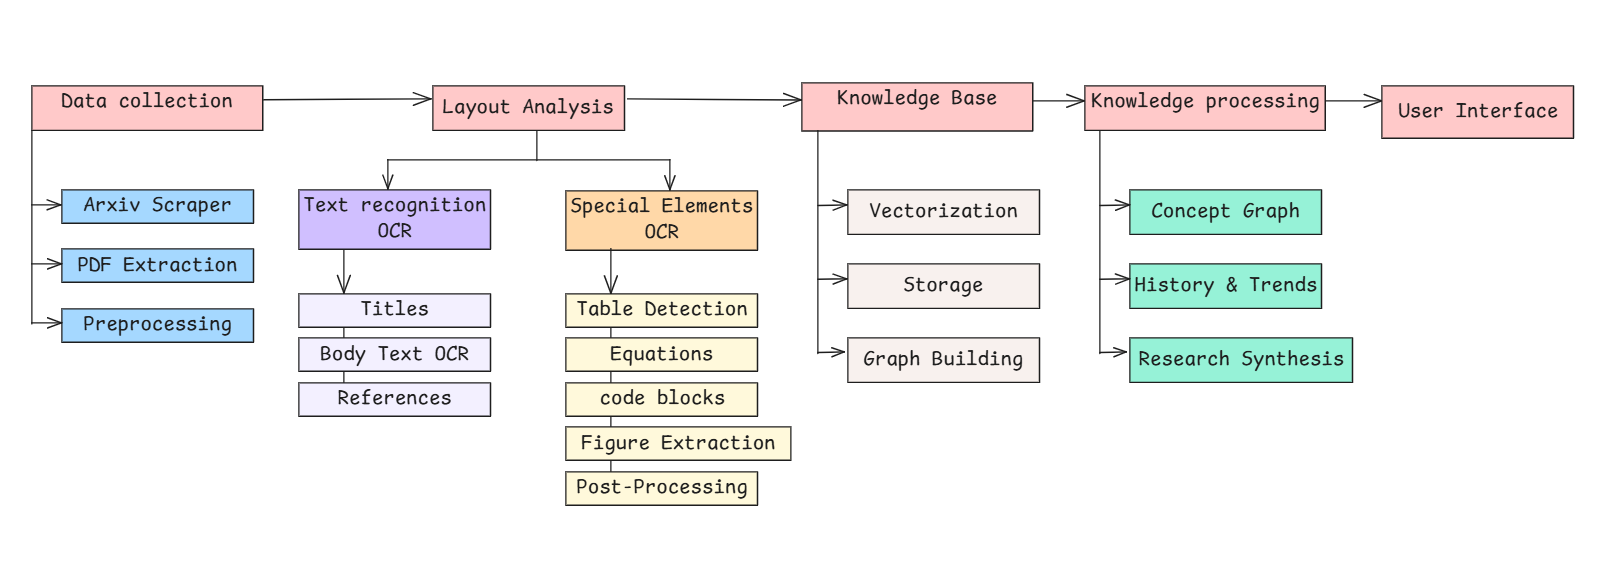 Data collection
Layout Analysis
Knowledge Base
Knowledge processing
User Interface
Arxiv Scraper
PDF Extraction
Preprocessing
Text recognition
OCR
Titles
Body Text OCR
References
Special Elements
OCR
Table Detection
Equations
code blocks
Figure Extraction
Post-Processing
Vectorization
Storage
Graph Building
Concept Graph
History & Trends
Research Synthesis